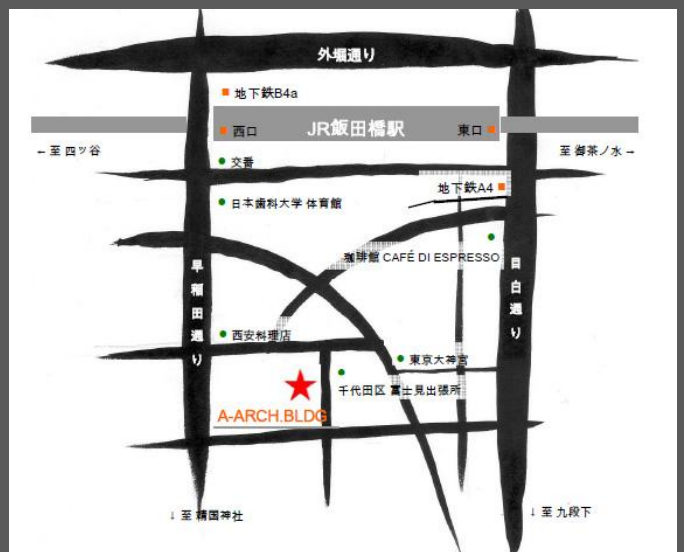 外堀通り
地下鉄B4a
西口
JR飯田橋駅
東口
← 至 四ツ谷
至 御茶ノ水 →
交番
地下鉄A4
日本歯科大学 体育館
珈琲館 CAFÉ DI ESPRESSO
早稲田通り
目白通り
西安料理店
東京大神宮
千代田区 富士見出張所
A-ARCH.BLDG
↓ 至 靖国神社
↓ 至 九段下